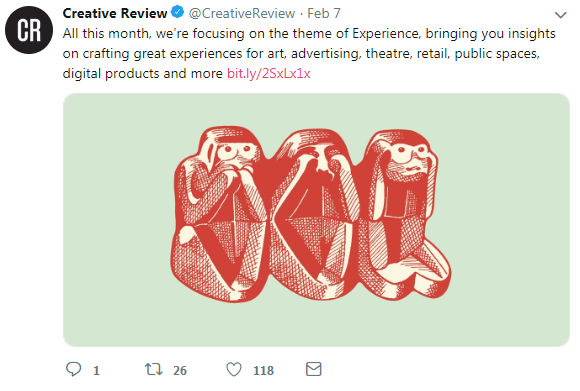 CR
Creative Review @CreativeReview · Feb 7
All this month, we're focusing on the theme of Experience, bringing you insights
on crafting great experiences for art, advertising, theatre, retail, public spaces,
digital products and more bit.ly/2SxLx1x
1 26 118